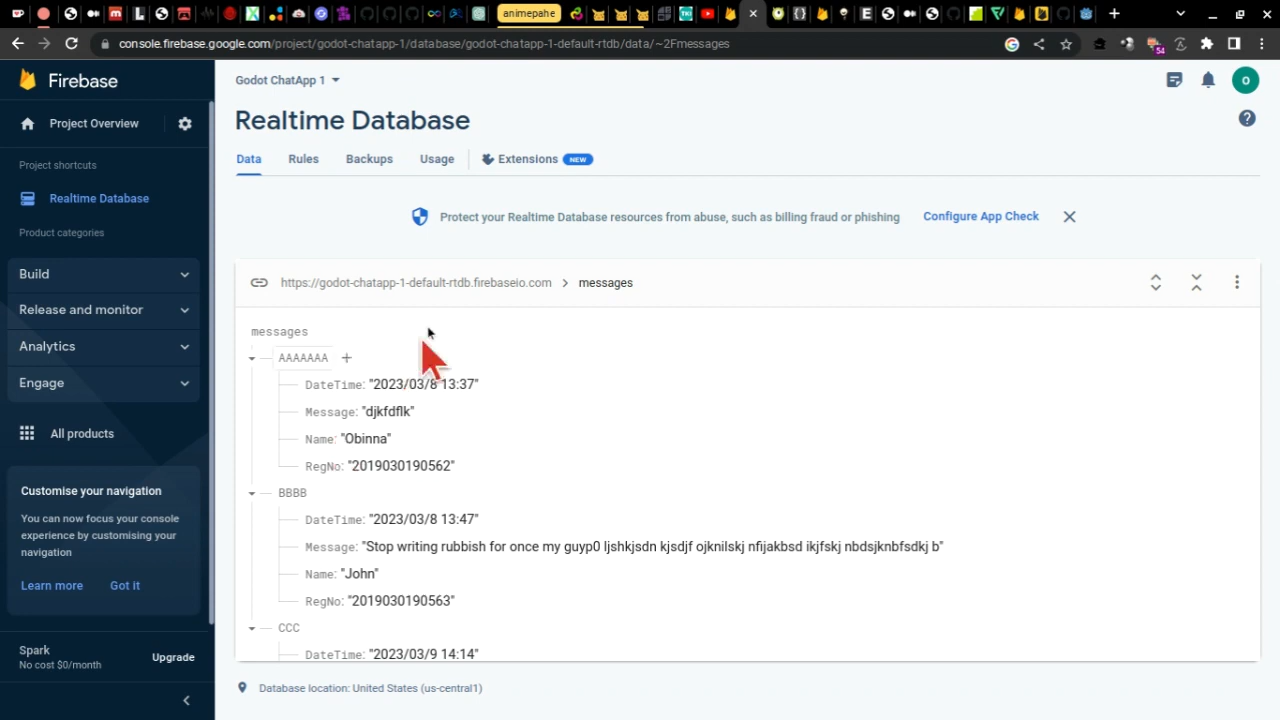 animepahe
console.firebase.google.com/project/godot-chatapp-1/database/godot-chatapp-1-default-rtdb/data/~2Fmessages
54
Firebase
Project Overview
Project shortcuts
Realtime Database
Product categories
Build
Release and monitor
Analytics
Engage
All products
Customise your navigation
You can now focus your console
experience by customising your
navigation
Learn more Got it
Spark
No cost $0/month
Upgrade
Godot ChatApp 1
o
Realtime Database
Data Rules Backups Usage Extensions NEW
Protect your Realtime Database resources from abuse, such as billing fraud or phishing Configure App Check
https://godot-chatapp-1-default-rtdb.firebaseio.com > messages
messages
AAAAAAA
DateTime: "2023/03/8 13:37"
Message: "djkfdflk"
Name: "Obinna"
RegNo: "2019030190562"
BBBB
DateTime: "2023/03/8 13:47"
Message: "Stop writing rubbish for once my guyp0 ljshkjsdn kjsdjf ojknilskj nfijakbsd ikjfskj nbdsjknbfsdkj b"
Name: "John"
RegNo: "2019030190563"
CCC
DateTime: "2023/03/9 14:14"
Database location: United States (us-central1)